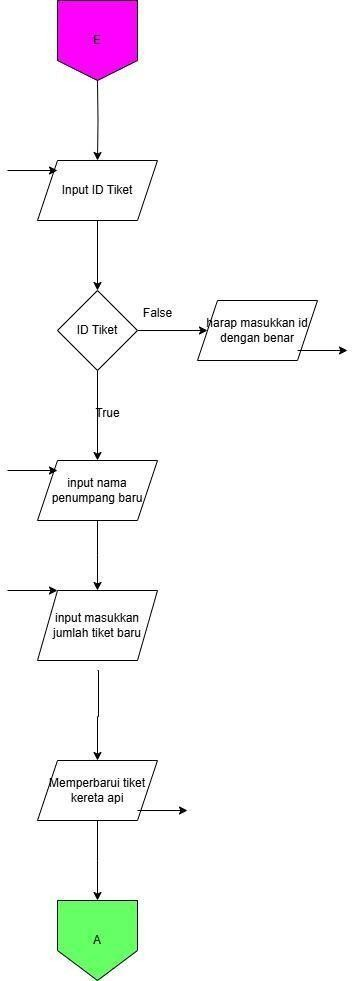 E
Input ID Tiket
ID Tiket
False
harap masukkan id
dengan benar
True
input nama
penumpang baru
input masukkan
jumlah tiket baru
Memperbarui tiket
kereta api
A